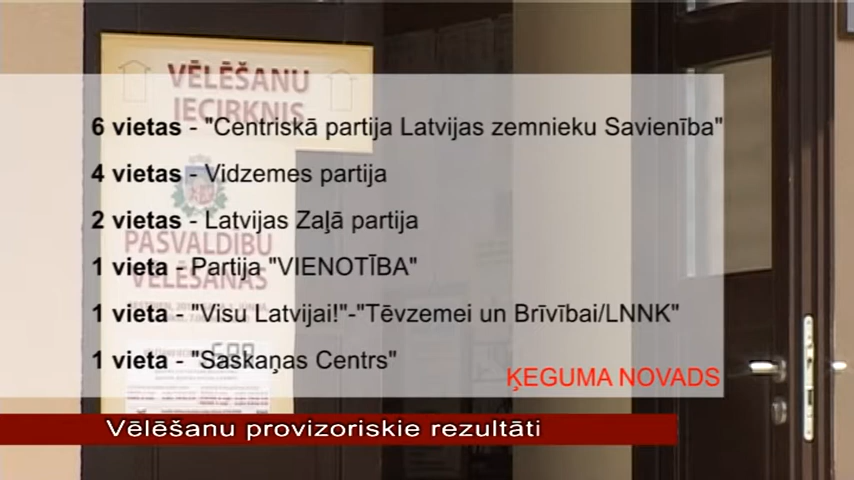 VĒLĒŠANU
IECIRKNIS
6 vietas - "Centriskā partija Latvijas zemnieku Savienība"
4 vietas - Vidzemes partija
2 vietas - Latvijas Zaļā partija
PAŠVALDĪBU
1 vieta - Partija "VIENOTĪBA"
VĒLĒŠANAS
1 vieta - "Visu Latvijai!"-"Tēvzemei un Brīvībai/LNNK"
1 vieta - "Saskaņas Centrs"
ĶEGUMA NOVADS
Vēlēšanu provizoriskie rezultāti